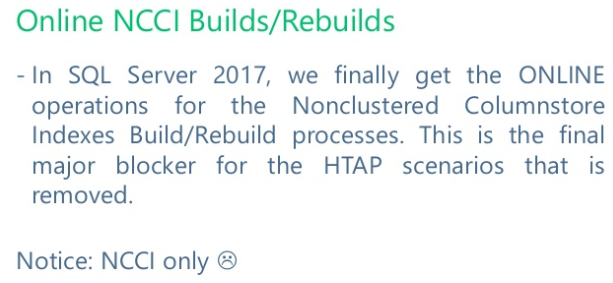 Online NCCI Builds/Rebuilds
- In SQL Server 2017, we finally get the ONLINE
operations for the Nonclustered Columnstore
Indexes Build/Rebuild processes. This is the final
major blocker for the HTAP scenarios that is
removed.
Notice: NCCI only ☹